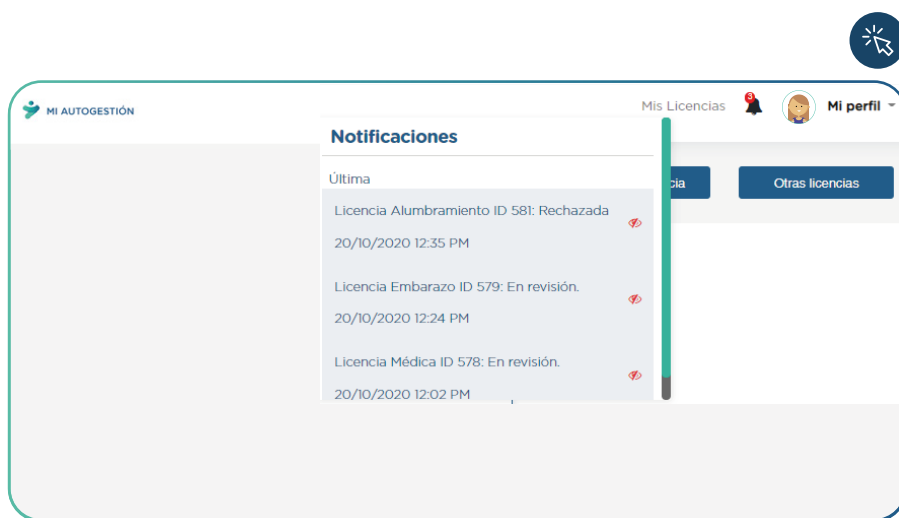 MI AUTOGESTIÓN
Mis Licencias
3
Mi perfil
Notificaciones
Última
cia
Otras licencias
Licencia Alumbramiento ID 581: Rechazada
20/10/2020 12:35 PM
Licencia Embarazo ID 579: En revisión.
20/10/2020 12:24 PM
Licencia Médica ID 578: En revisión.
20/10/2020 12:02 PM